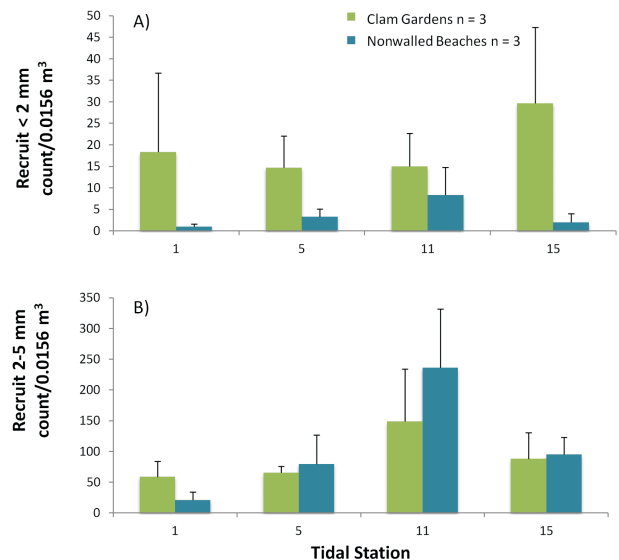 A)
Clam Gardens n = 3
Nonwalled Beaches n = 3
Recruit < 2 mm
count/0.0156 m³
50
45
40
35
30
25
20
15
10
5
0
1 5 11 15
B)
Recruit 2-5 mm
count/0.0156 m³
350
300
250
200
150
100
50
0
1 5 11 15
Tidal Station